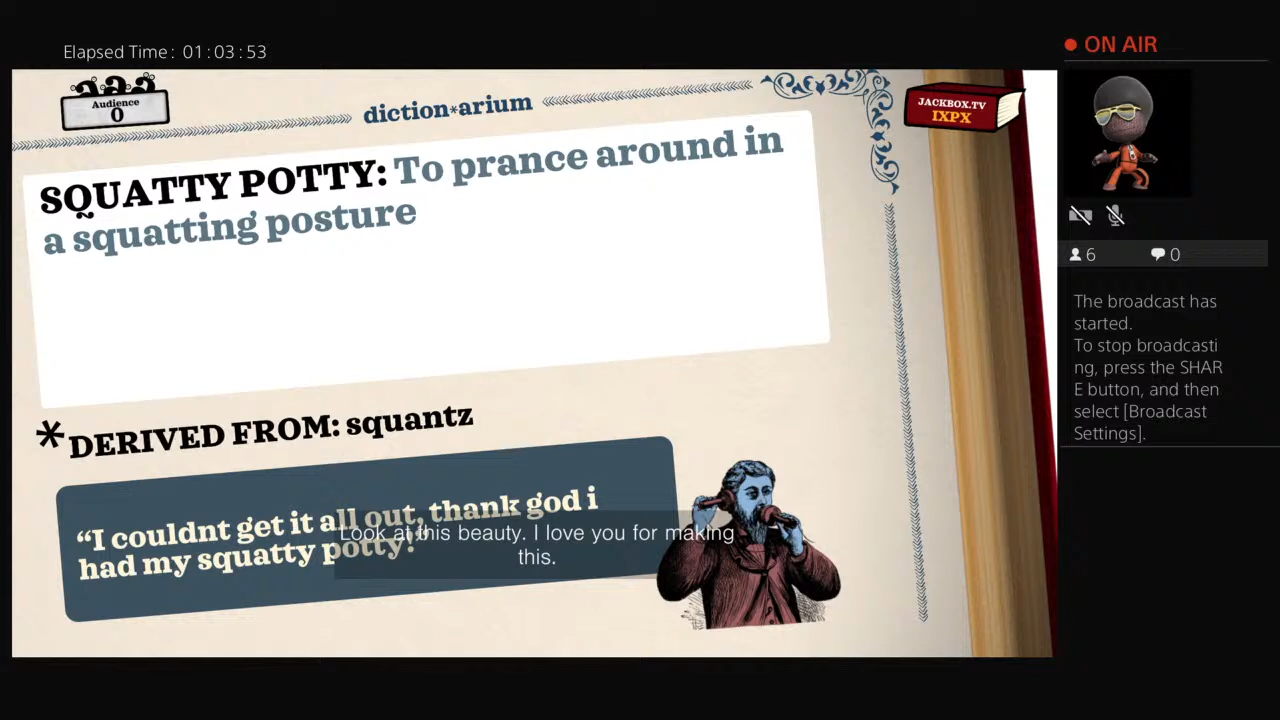 Elapsed Time: 01:03:53
ON AIR
Audience
0
diction*arium
JACKBOX.TV
IXPX
SQUATTY POTTY: To prance around in
a squatting posture
6
0
The broadcast has
started.
To stop broadcasti
ng, press the SHAR
E button, and then
select [Broadcast
Settings].
*DERIVED FROM: squantz
“I couldnt get it all out, thank god i
had my squatty potty!”
Look at this beauty. I love you for making
this.